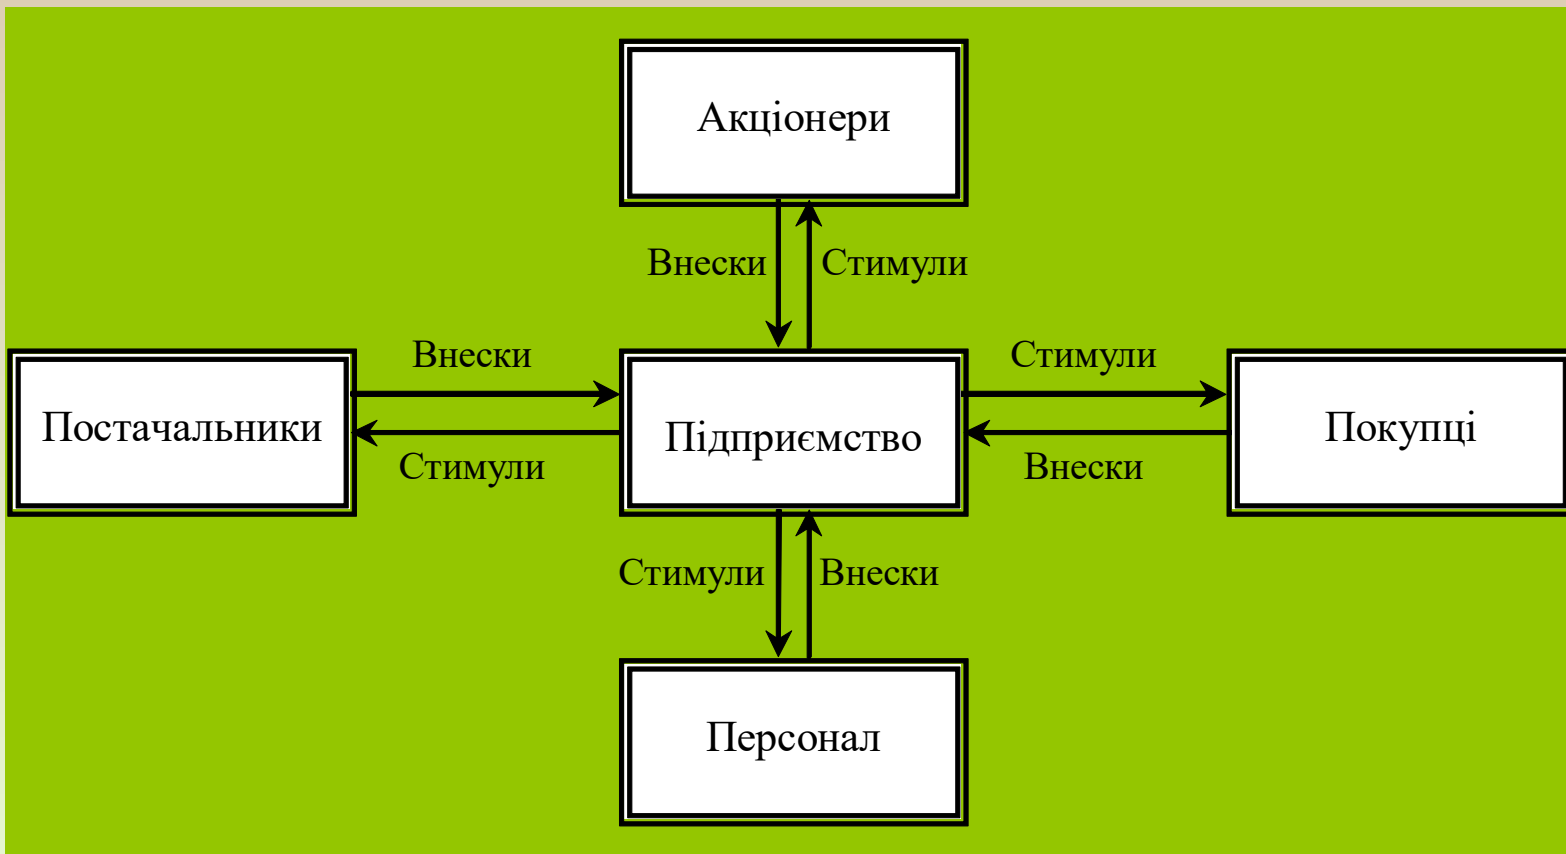 Акціонери
Внески
Стимули
Внески
Стимули
Постачальники
Підприємство
Покупці
Стимули
Внески
Стимули
Внески
Персонал